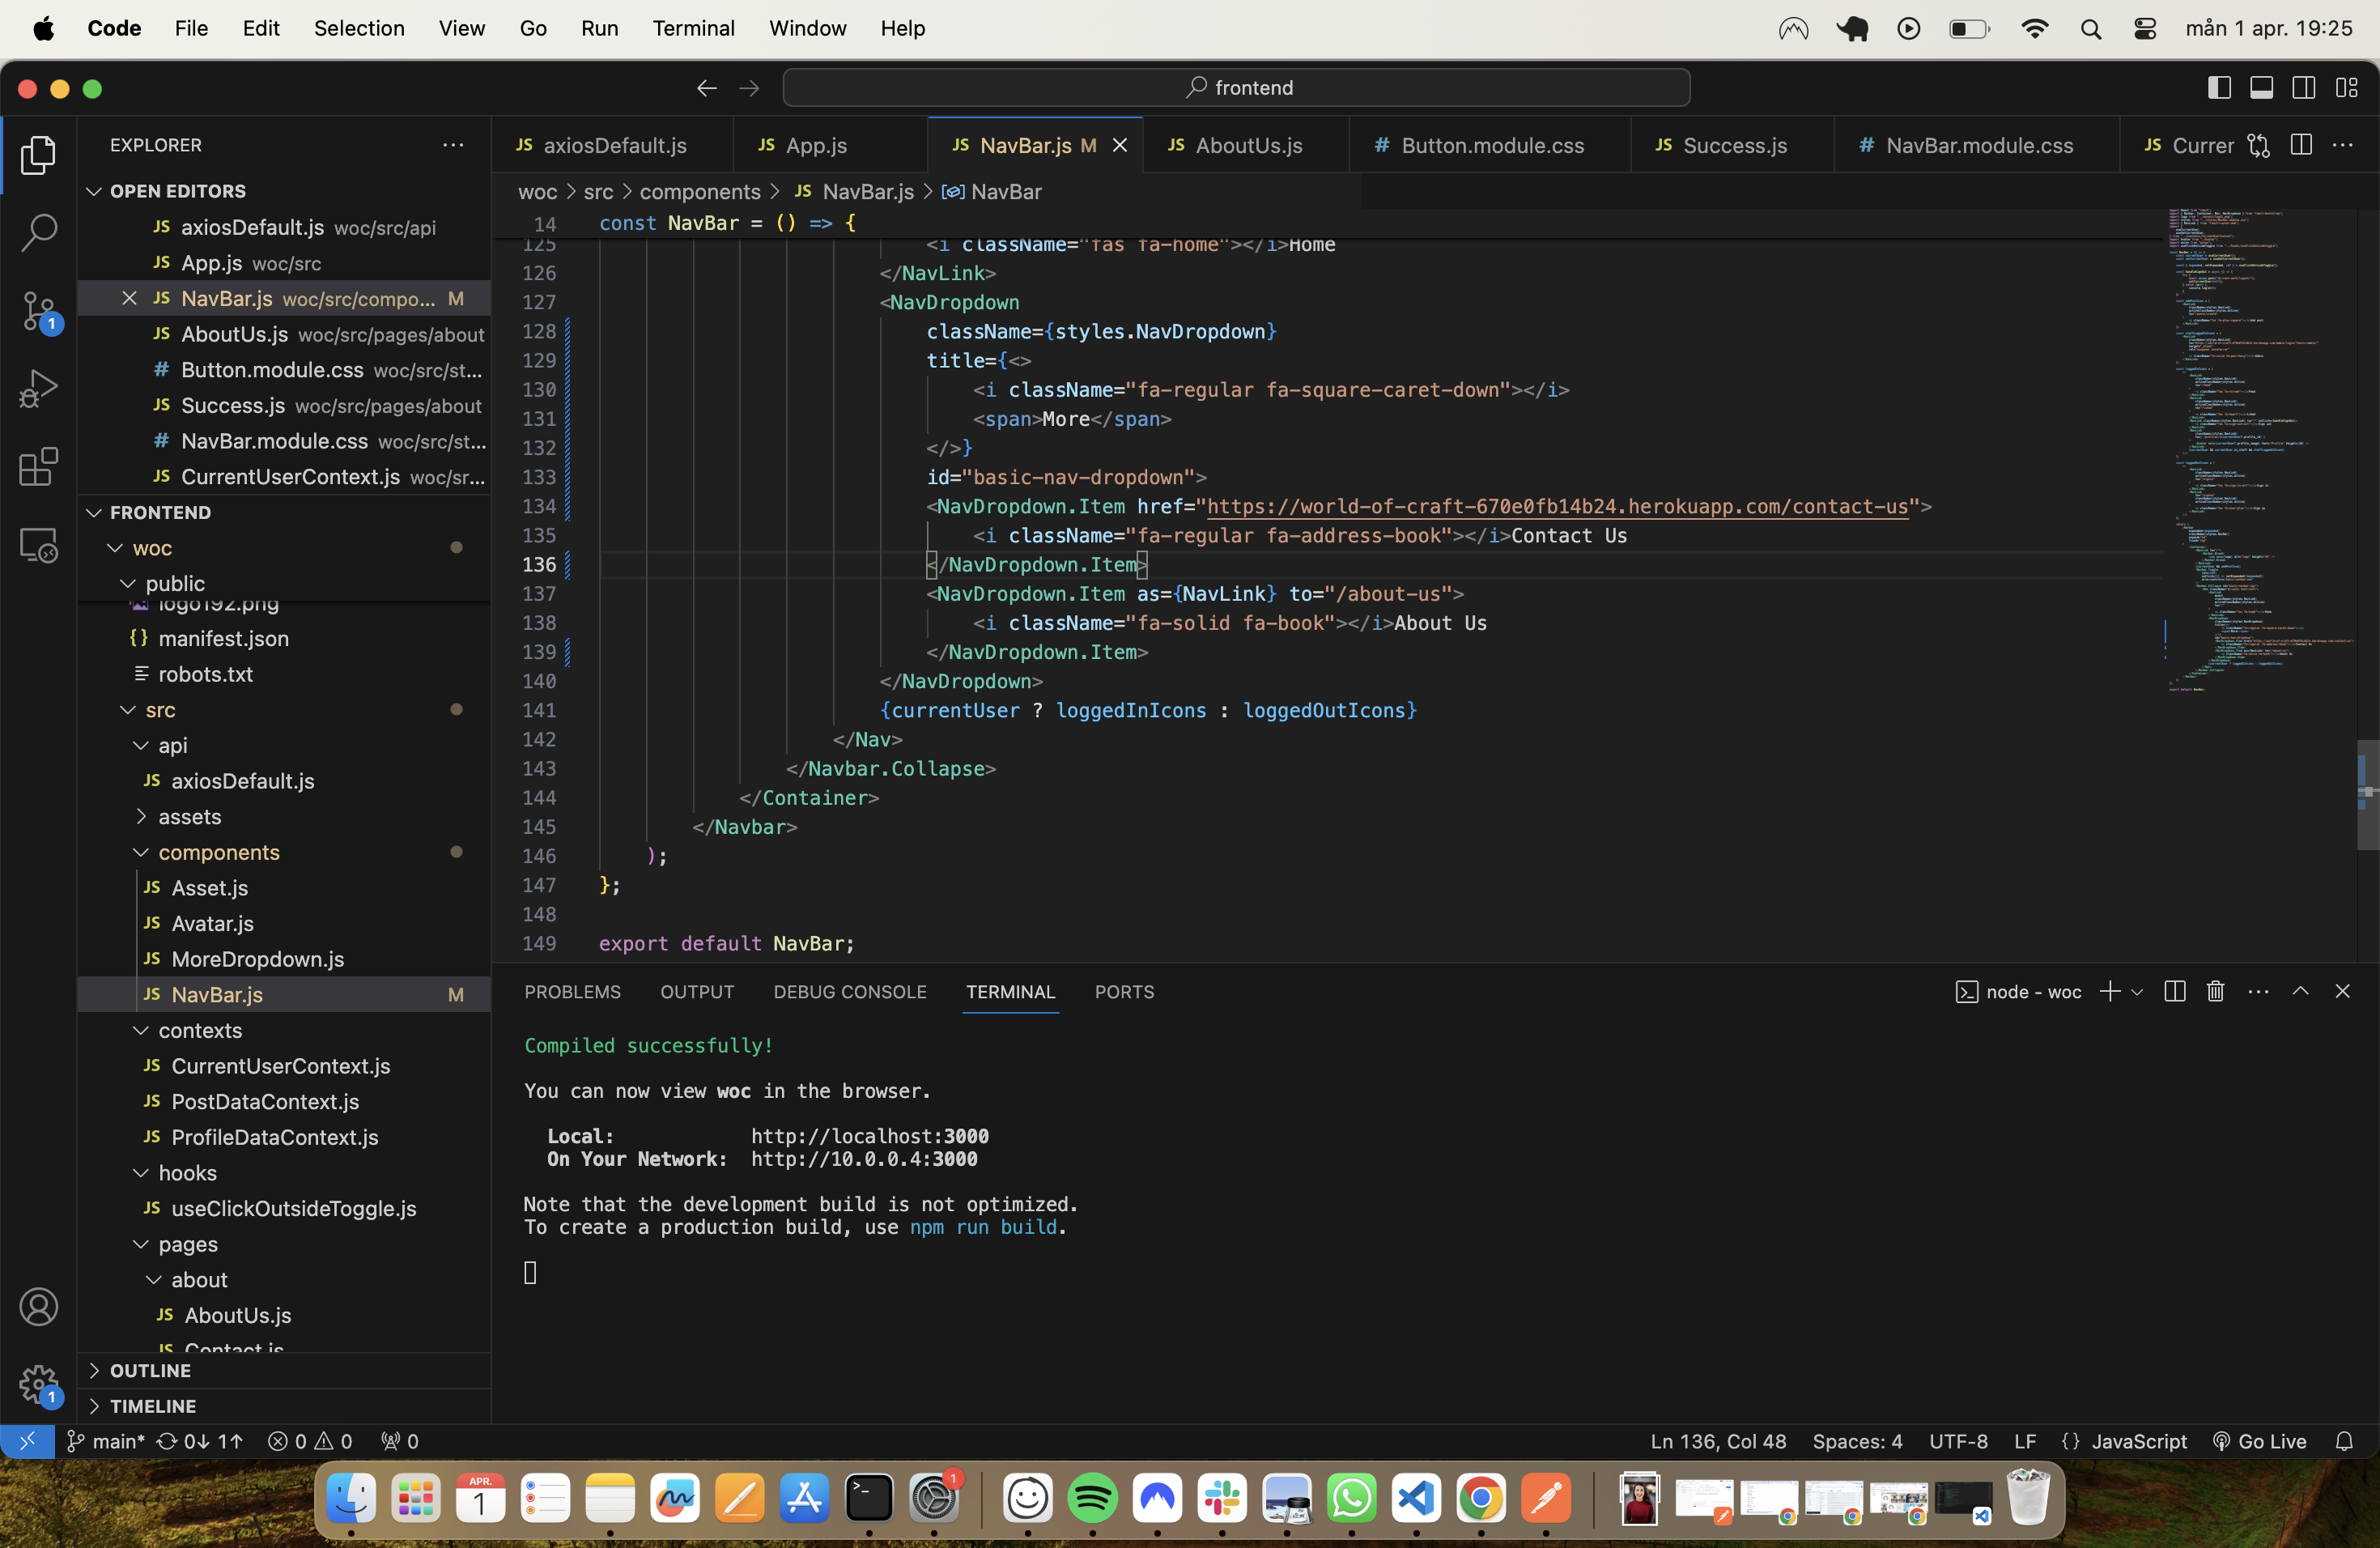 Code File Edit Selection View Go Run Terminal Window Help mån 1 apr. 19:25
frontend
EXPLORER
OPEN EDITORS
JS axiosDefault.js woc/src/api
JS App.js woc/src
JS NavBar.js woc/src/compo... M
JS AboutUs.js woc/src/pages/about
# Button.module.css woc/src/st...
JS Success.js woc/src/pages/about
# NavBar.module.css woc/src/st...
JS CurrentUserContext.js woc/sr...
FRONTEND
woc
public
logo192.png
{} manifest.json
robots.txt
src
api
JS axiosDefault.js
assets
components
JS Asset.js
JS Avatar.js
JS MoreDropdown.js
JS NavBar.js M
contexts
JS CurrentUserContext.js
JS PostDataContext.js
JS ProfileDataContext.js
hooks
JS useClickOutsideToggle.js
pages
about
JS AboutUs.js
JS Contact.js
OUTLINE
TIMELINE
1
1
JS axiosDefault.js JS App.js JS NavBar.js M JS AboutUs.js # Button.module.css JS Success.js # NavBar.module.css JS Currer
woc > src > components > JS NavBar.js > NavBar
14 const NavBar = () => {
125 <i className="fas fa-home"></i>Home
126 </NavLink>
127 <NavDropdown
128 className={styles.NavDropdown}
129 title={<>
130 <i className="fa-regular fa-square-caret-down"></i>
131 <span>More</span>
132 </>}
133 id="basic-nav-dropdown">
134 <NavDropdown.Item href="https://world-of-craft-670e0fb14b24.herokuapp.com/contact-us">
135 <i className="fa-regular fa-address-book"></i>Contact Us
136 </NavDropdown.Item>
137 <NavDropdown.Item as={NavLink} to="/about-us">
138 <i className="fa-solid fa-book"></i>About Us
139 </NavDropdown.Item>
140 </NavDropdown>
141 {currentUser ? loggedInIcons : loggedOutIcons}
142 </Nav>
143 </Navbar.Collapse>
144 </Container>
145 </Navbar>
146 );
147 };
148
149 export default NavBar;
PROBLEMS OUTPUT DEBUG CONSOLE TERMINAL PORTS node - woc
Compiled successfully!
You can now view woc in the browser.
Local: http://localhost:3000
On Your Network: http://10.0.0.4:3000
Note that the development build is not optimized.
To create a production build, use npm run build.
main* 0↓ 1↑ 0 0 0 Ln 136, Col 48 Spaces: 4 UTF-8 LF {} JavaScript Go Live
APR.
1
1